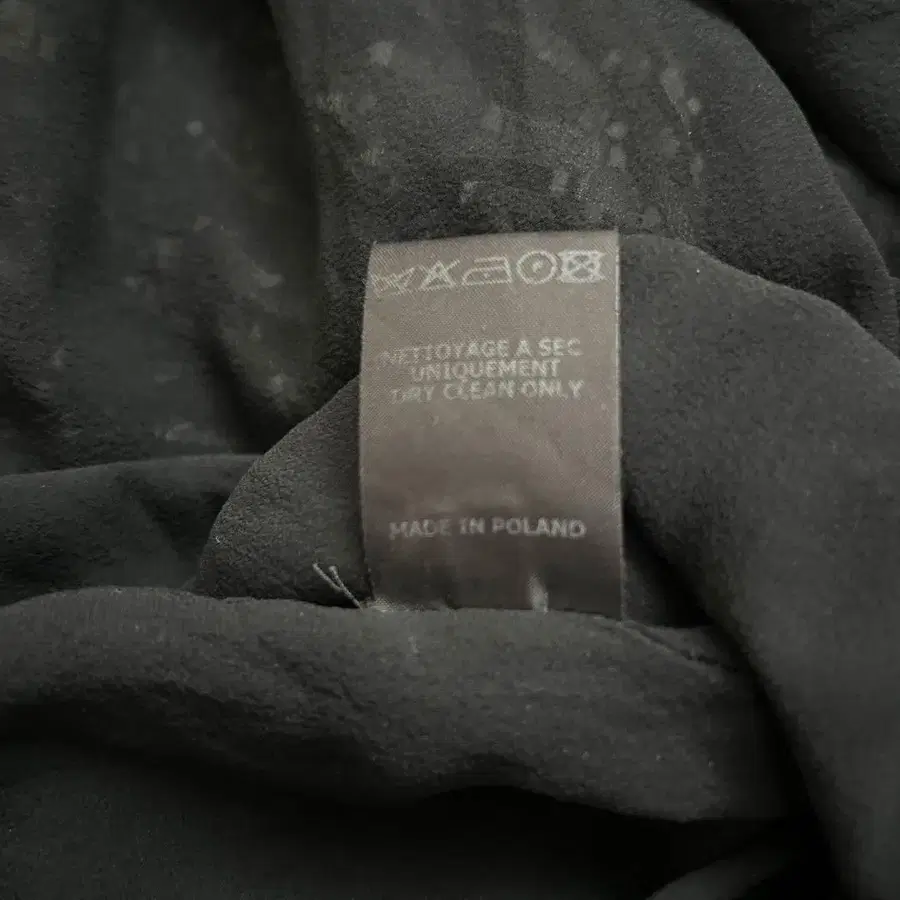 NETTOYAGE A SEC
UNIQUEMENT
DRY CLEAN ONLY
MADE IN POLAND